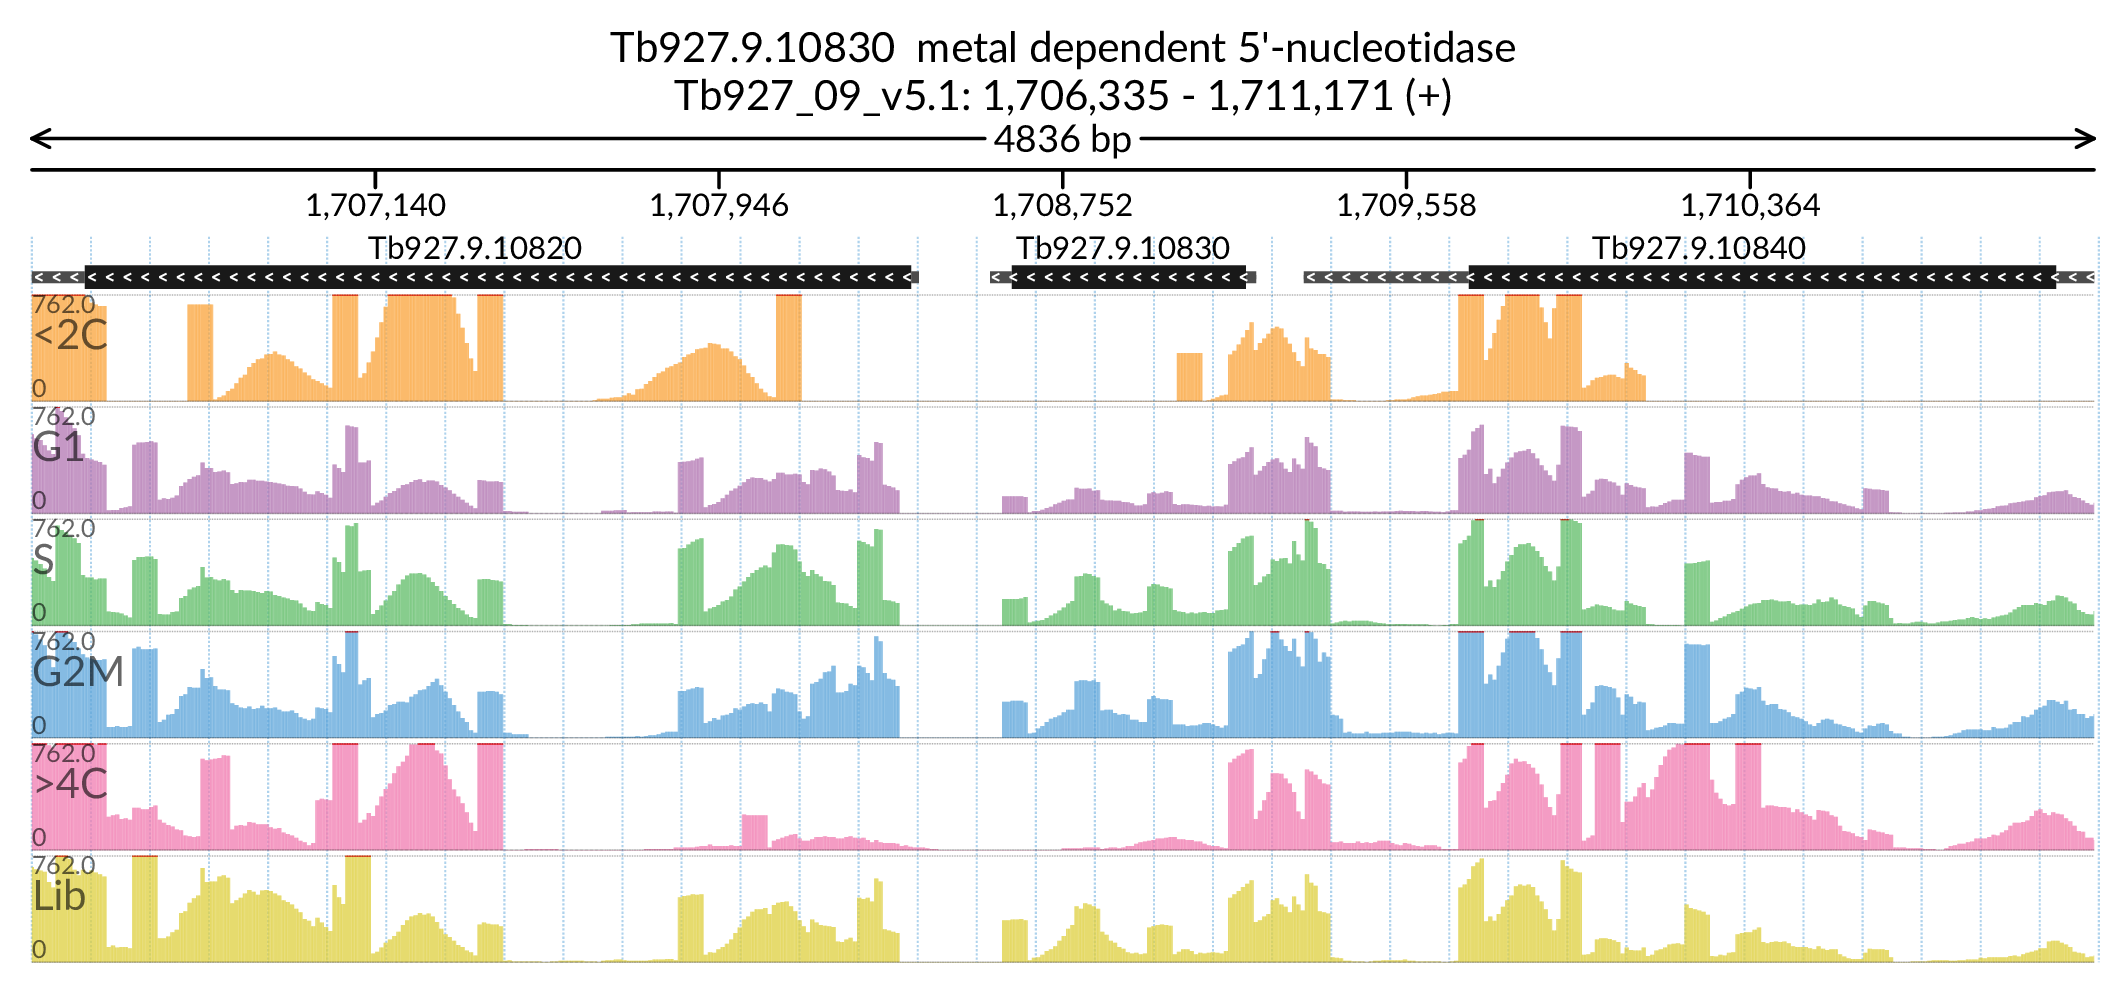 Tb927.9.10830  metal dependent 5'-nucleotidase
Tb927_09_v5.1: 1,706,335 - 1,711,171 (+)
4836 bp
1,707,140 1,707,946 1,708,752 1,709,558 1,710,364
Tb927.9.10820 Tb927.9.10830 Tb927.9.10840
762.0
<2C
0
762.0
G1
0
762.0
S
0
762.0
G2M
0
762.0
>4C
0
762.0
Lib
0